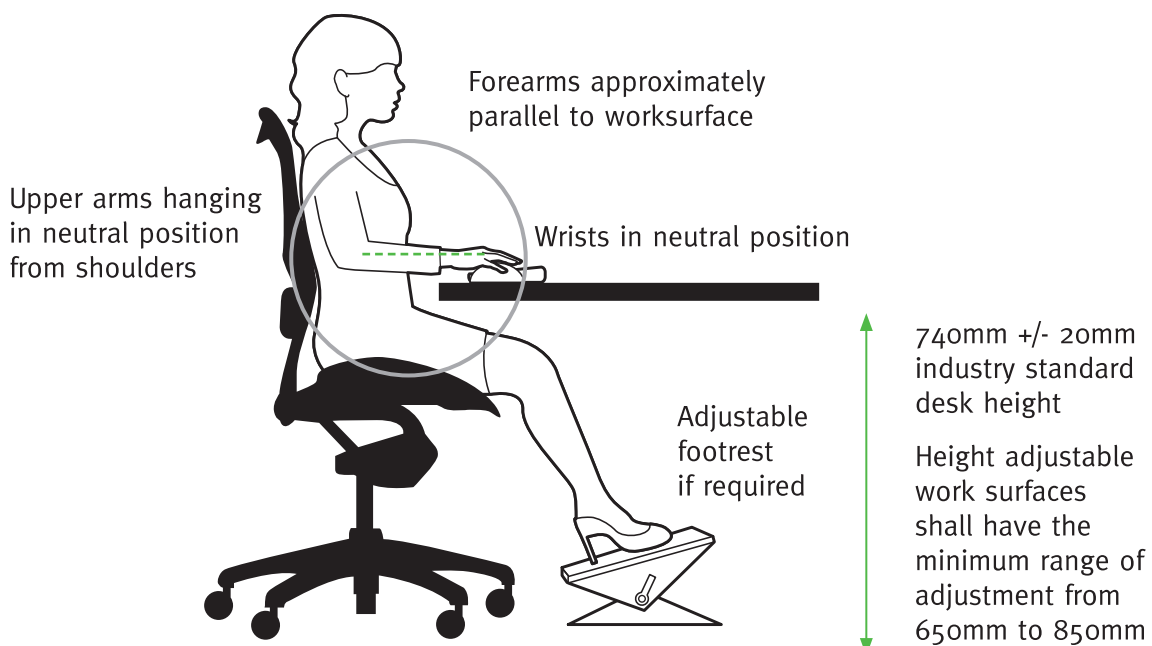 Forearms approximately
parallel to worksurface
Upper arms hanging
in neutral position
from shoulders
Wrists in neutral position
740mm +/- 20mm
industry standard
desk height
Adjustable
footrest
if required
Height adjustable
work surfaces
shall have the
minimum range of
adjustment from
650mm to 850mm